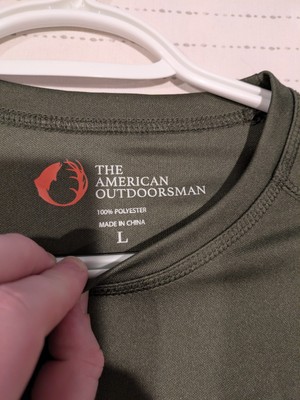 THE
AMERICAN
OUTDOORSMAN
100% POLYESTER
MADE IN CHINA
L